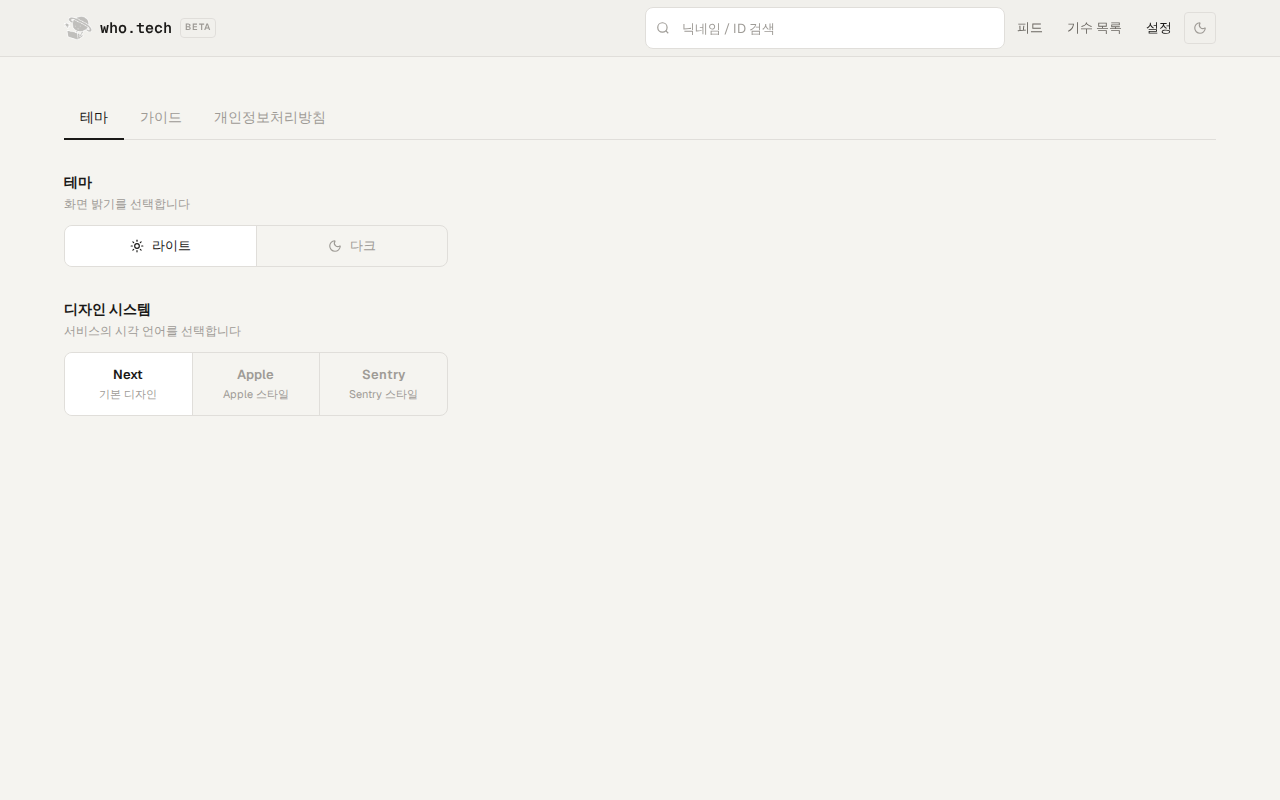 who.tech BETA 닉네임 / ID 검색 피드 기수 목록 설정
테마 가이드 개인정보처리방침
테마
화면 밝기를 선택합니다
라이트 다크
디자인 시스템
서비스의 시각 언어를 선택합니다
Next Apple Sentry
기본 디자인 Apple 스타일 Sentry 스타일